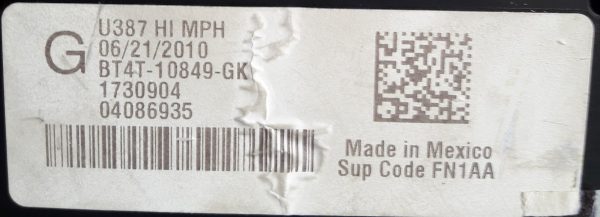 G
U387 HI MPH
06/21/2010
BT4T-10849-GK
1730904
04086935
Made in Mexico
Sup Code FN1AA